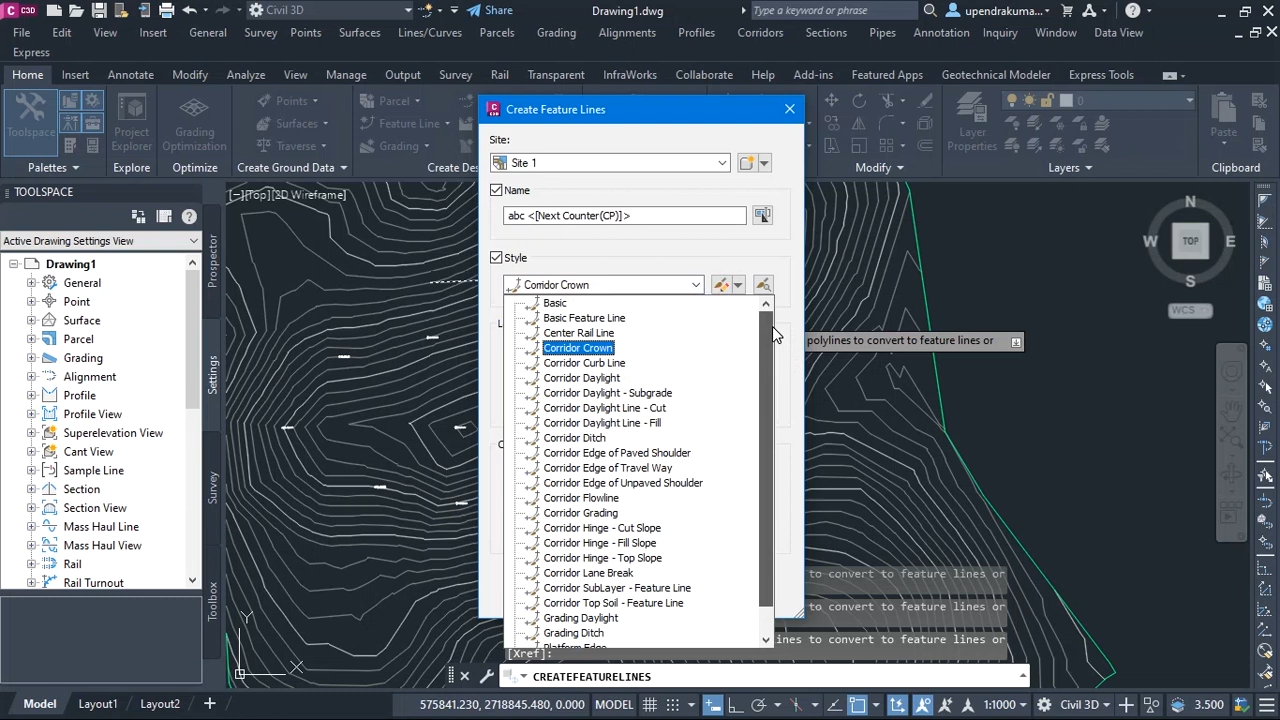 C3D
Civil 3D
Share
Drawing1.dwg
Type a keyword or phrase
upendrakuma...
File
Edit
View
Insert
General
Survey
Points
Surfaces
Lines/Curves
Parcels
Grading
Alignments
Profiles
Corridors
Sections
Pipes
Annotation
Inquiry
Window
Data View
Express
Home
Insert
Annotate
Modify
Analyze
View
Manage
Output
Survey
Rail
Transparent
InfraWorks
Collaborate
Help
Add-ins
Featured Apps
Geotechnical Modeler
Express Tools
Toolspace
Project
Explorer
Grading
Optimization
Points
Surfaces
Traverse
Parcel
Feature Line
Grading
Layer
Properties
0
Paste
Palettes
Explore
Optimize
Create Ground Data
Create Des
Modify
Layers
Clipboard
TOOLSPACE
Active Drawing Settings View
Drawing1
General
Point
Surface
Parcel
Grading
Alignment
Profile
Profile View
Superelevation View
Cant View
Sample Line
Section
Section View
Mass Haul Line
Mass Haul View
Rail
Rail Turnout
Prospector
Settings
Survey
Toolbox
[−][Top][2D Wireframe]
Create Feature Lines
Site:
Site 1
Name
abc <[Next Counter(CP)]>
Style
Corridor Crown
Basic
Basic Feature Line
Center Rail Line
Corridor Crown
Corridor Curb Line
Corridor Daylight
Corridor Daylight - Subgrade
Corridor Daylight Line - Cut
Corridor Daylight Line - Fill
Corridor Ditch
Corridor Edge of Paved Shoulder
Corridor Edge of Travel Way
Corridor Edge of Unpaved Shoulder
Corridor Flowline
Corridor Grading
Corridor Hinge - Cut Slope
Corridor Hinge - Fill Slope
Corridor Hinge - Top Slope
Corridor Lane Break
Corridor SubLayer - Feature Line
Corridor Top Soil - Feature Line
Grading Daylight
Grading Ditch
Platform Edge
polylines to convert to feature lines or
N
W
TOP
E
S
WCS
Y
X
to convert to feature lines or
to convert to feature lines or
lines to convert to feature lines or
[Xref]:
CREATEFEATURELINES
Model
Layout1
Layout2
573541.230, 2718845.480, 0.000
MODEL
1:1000
Civil 3D
3.500